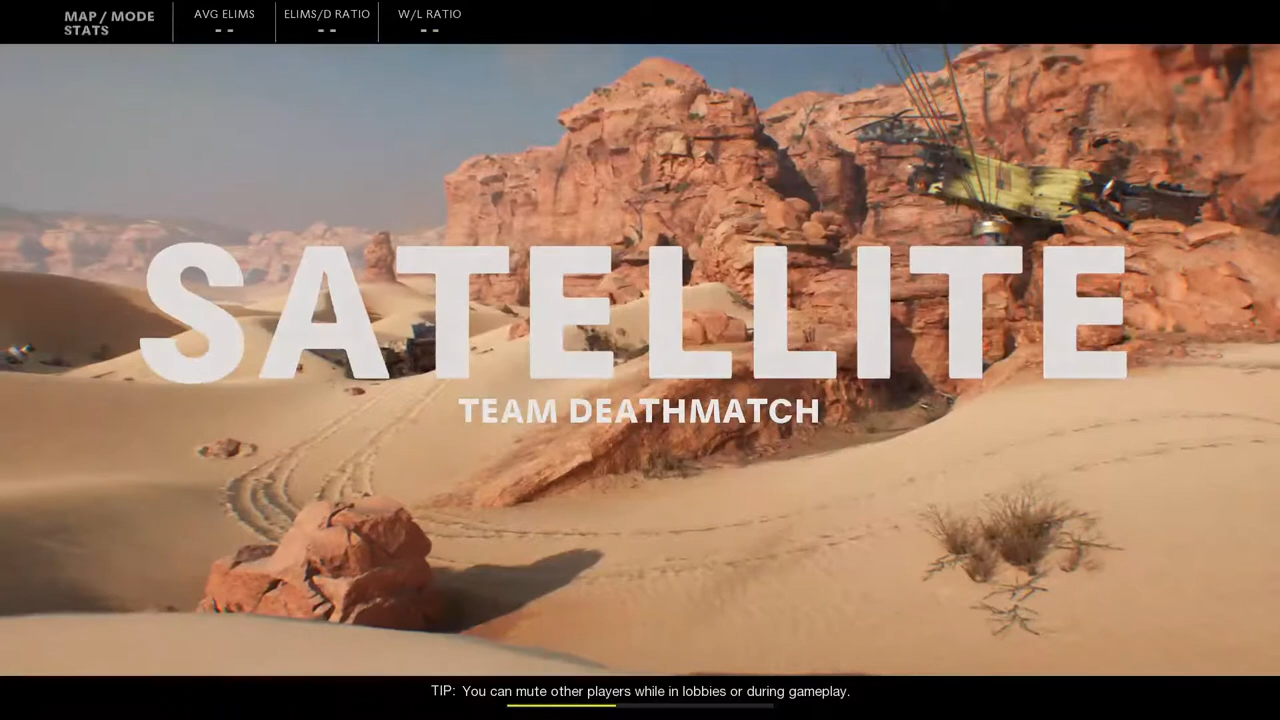 MAP / MODE
STATS
AVG ELIMS
--
ELIMS/D RATIO
--
W/L RATIO
--
SATELLITE
TEAM DEATHMATCH
TIP: You can mute other players while in lobbies or during gameplay.